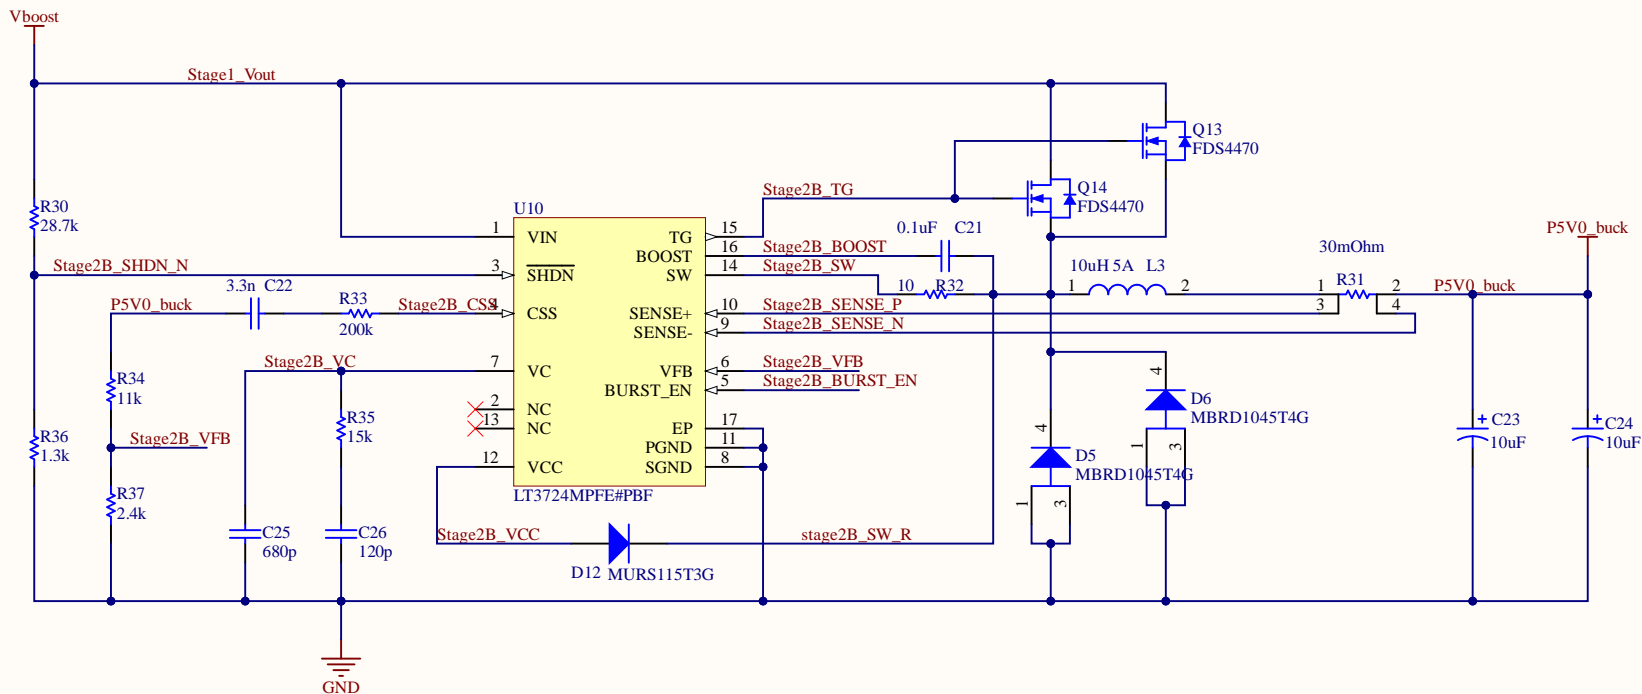 Vboost
Stage1_Vout
Q13
FDS4470
Q14
FDS4470
Stage2B_TG
R30
28.7k
U10
1
VIN
TG
15
BOOST
16
Stage2B_BOOST
0.1uF
C21
Stage2B_SHDN_N
3
SHDN
SW
14
Stage2B_SW
10
R32
10uH 5A
L3
1
2
30mOhm
R31
1
2
3
4
P5V0_buck
P5V0_buck
P5V0_buck
3.3n
C22
R33
200k
Stage2B_CSS
4
CSS
SENSE+
10
Stage2B_SENSE_P
SENSE-
9
Stage2B_SENSE_N
Stage2B_VC
7
VC
VFB
6
Stage2B_VFB
BURST_EN
5
Stage2B_BURST_EN
R34
11k
2
NC
13
NC
EP
17
PGND
11
SGND
8
12
VCC
LT3724MPFE#PBF
R35
15k
R36
1.3k
Stage2B_VFB
R37
2.4k
C25
680p
C26
120p
Stage2B_VCC
D12
MURS115T3G
stage2B_SW_R
4
D5
MBRD1045T4G
1
3
4
D6
MBRD1045T4G
1
3
+
C23
10uF
+
C24
10uF
GND